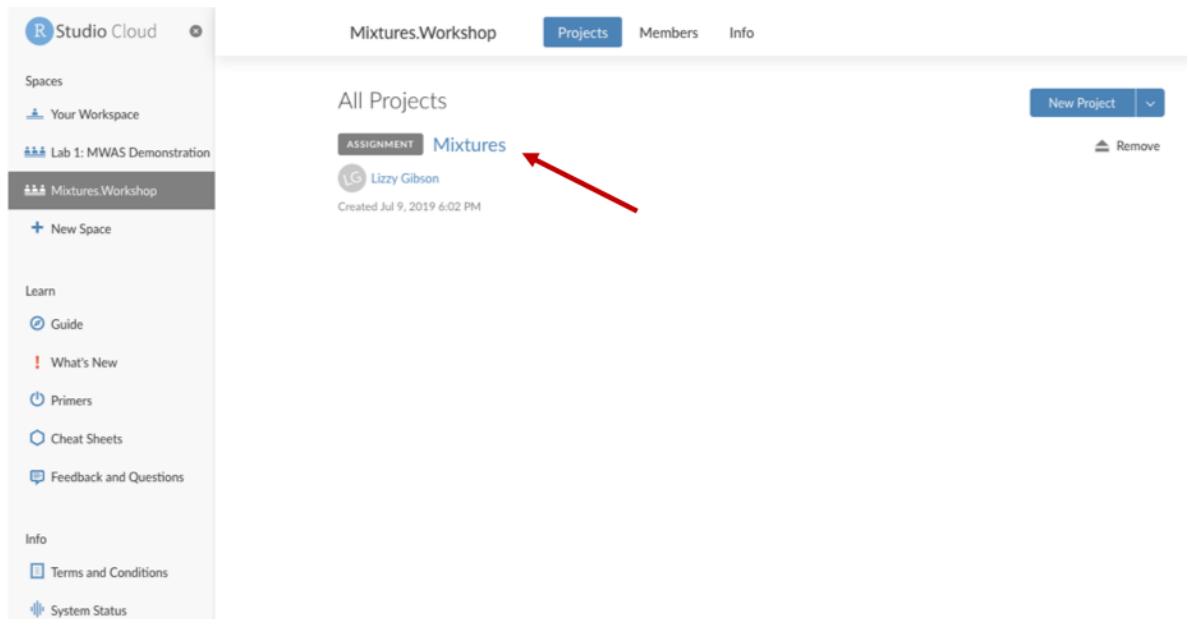 R Studio Cloud
Spaces
Your Workspace
Lab 1: MWAS Demonstration
Mixtures.Workshop
+ New Space
Learn
Guide
! What's New
Primers
Cheat Sheets
Feedback and Questions
Info
Terms and Conditions
System Status
Mixtures.Workshop Projects Members Info
All Projects
New Project
ASSIGNMENT Mixtures
Remove
LG Lizzy Gibson
Created Jul 9, 2019 6:02 PM